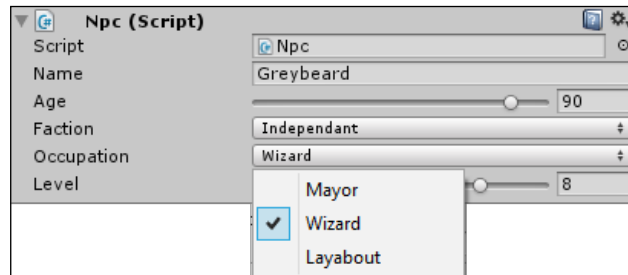 Npc (Script)
Script Npc
Name Greybeard
Age 90
Faction Independant
Occupation Wizard
Level 8
Mayor
Wizard
Layabout